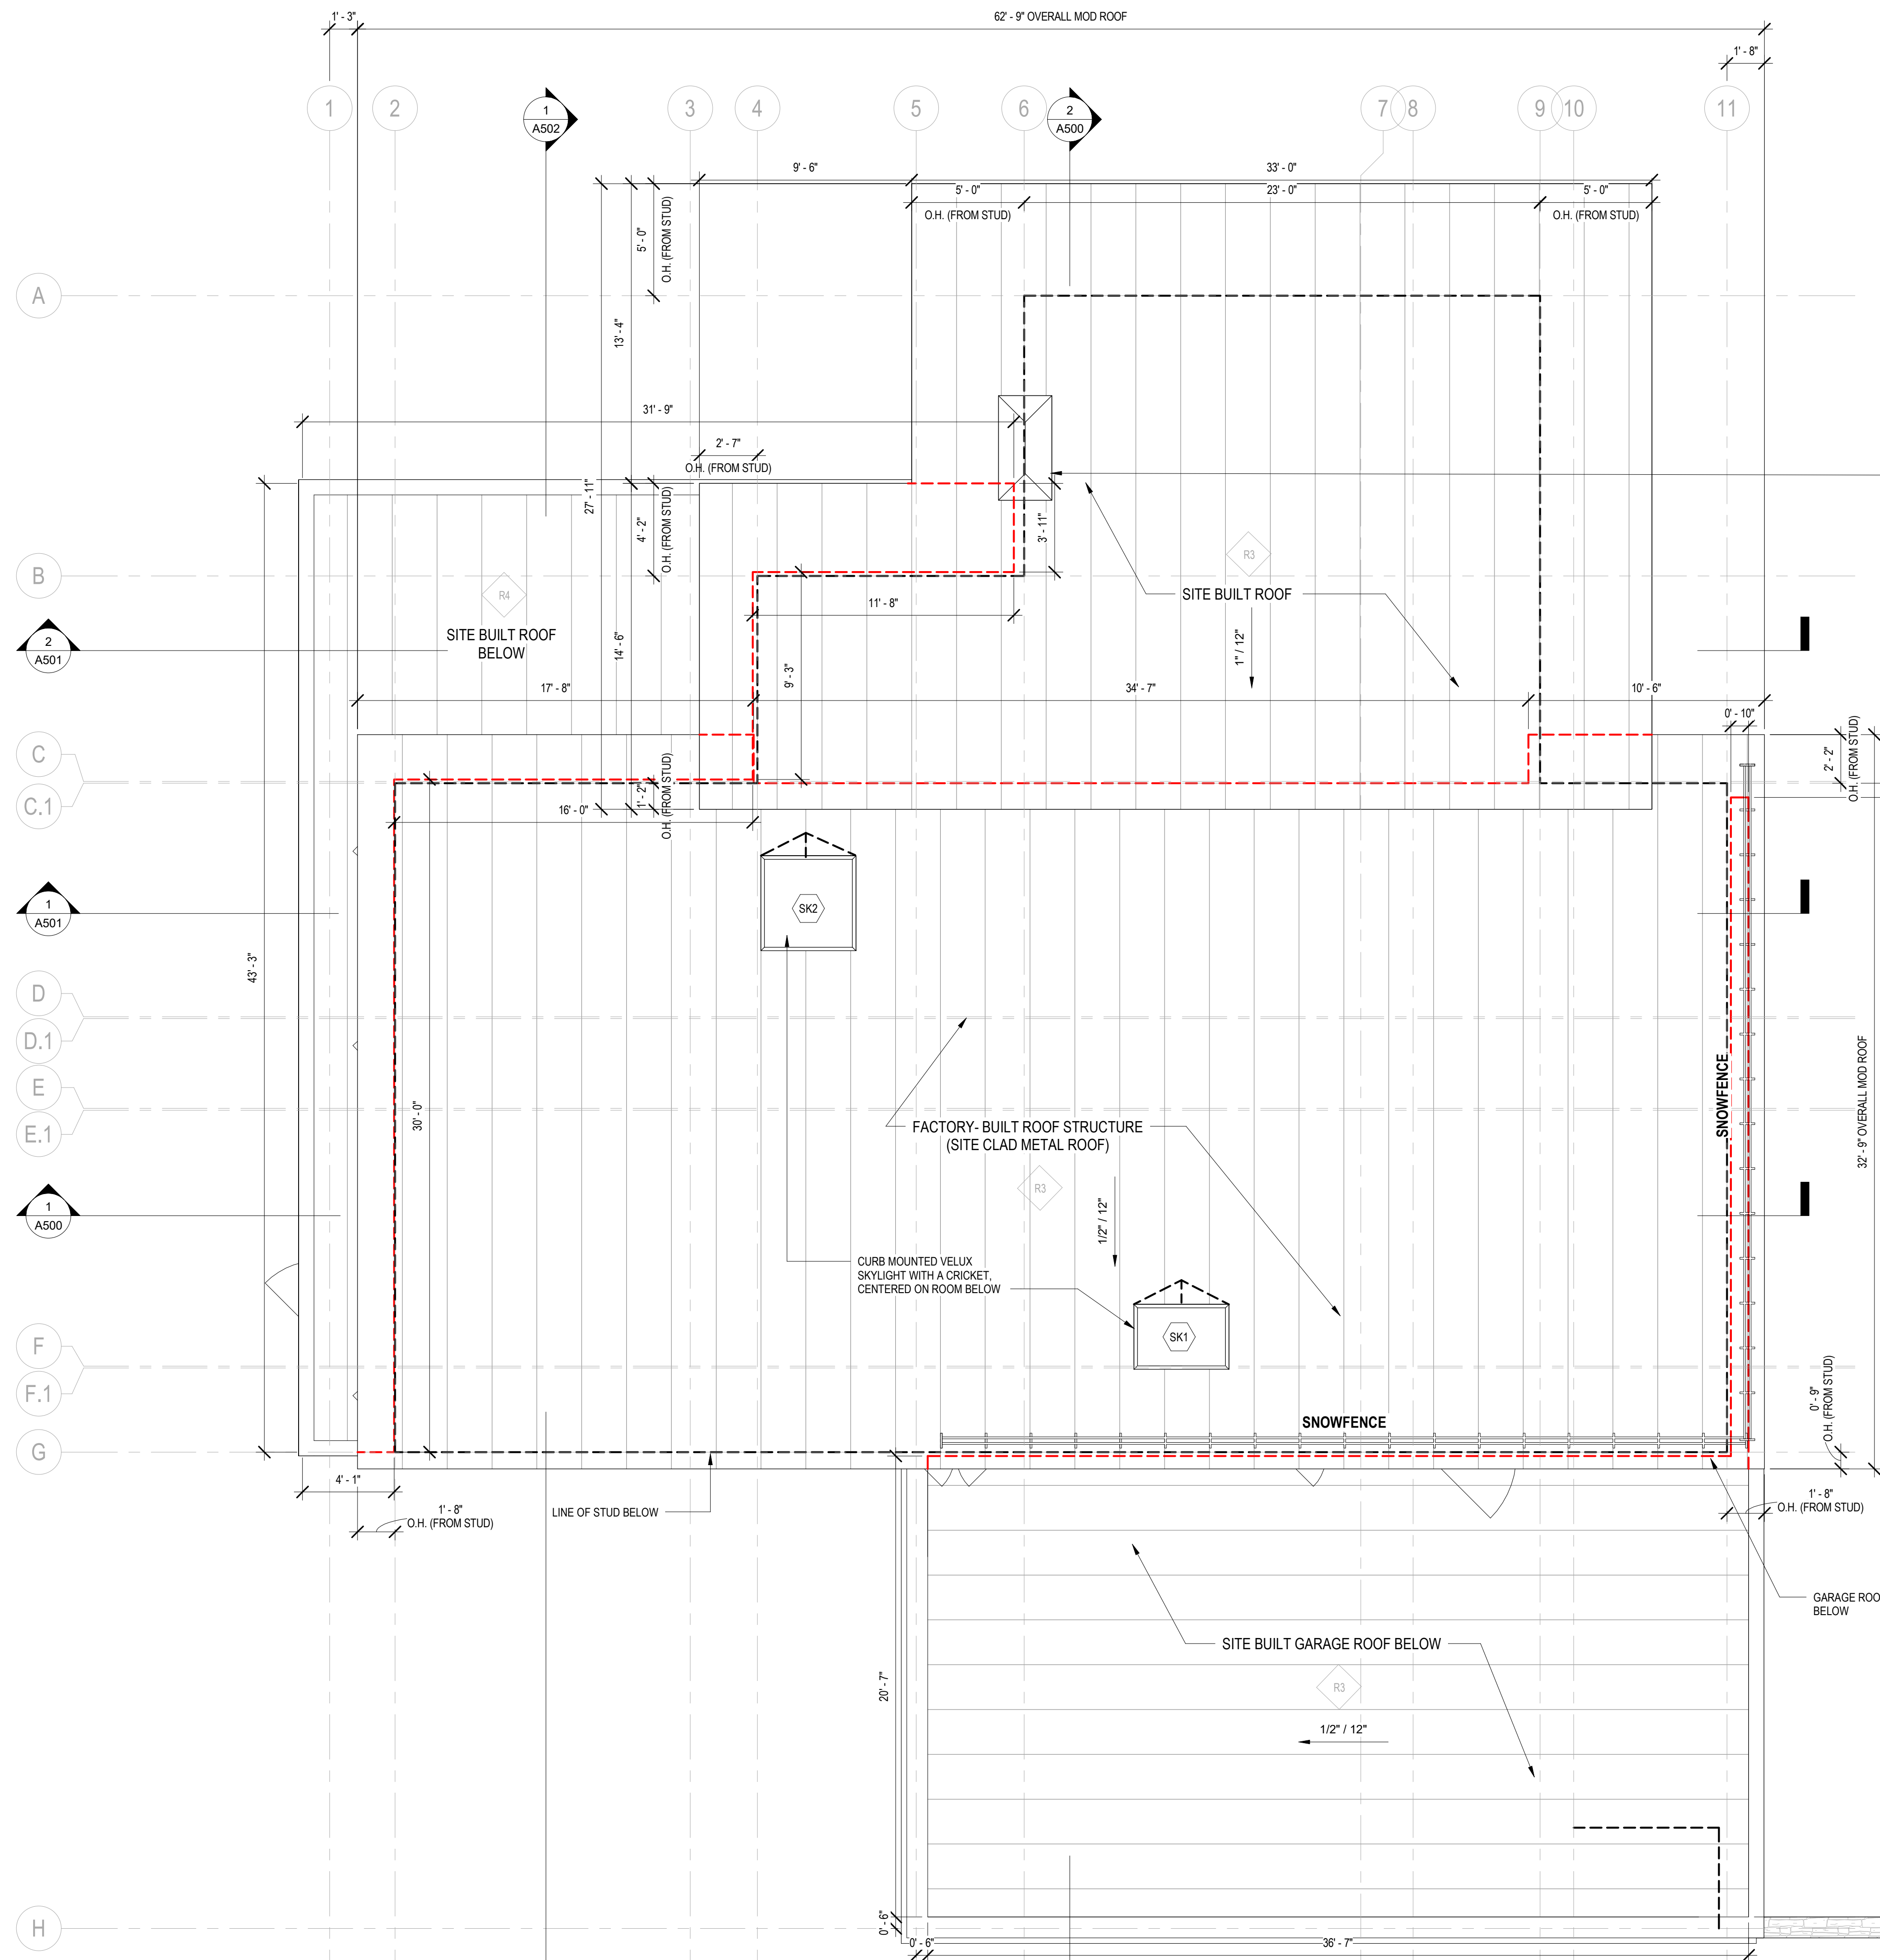 1' - 3"
62' - 9" OVERALL MOD ROOF
1' - 8"
1
2
1
A502
3
4
5
6
2
A500
7
8
9
10
11
9' - 6"
33' - 0"
5' - 0"
O.H. (FROM STUD)
23' - 0"
5' - 0"
O.H. (FROM STUD)
5' - 0"
O.H. (FROM STUD)
A
13' - 4"
31' - 9"
2' - 7"
O.H. (FROM STUD)
27' - 11"
4' - 2"
O.H. (FROM STUD)
3' - 11"
R3
B
R4
SITE BUILT ROOF
11' - 8"
SITE BUILT ROOF
BELOW
14' - 6"
1" / 12"
2
A501
9' - 3"
17' - 8"
34' - 7"
10' - 6"
0' - 10"
2' - 2"
O.H. (FROM STUD)
C
C.1
1' - 2"
O.H. (FROM STUD)
16' - 0"
SK2
1
A501
43' - 3"
D
D.1
E
E.1
30' - 0"
SNOWFENCE
32' - 9" OVERALL MOD ROOF
FACTORY- BUILT ROOF STRUCTURE
(SITE CLAD METAL ROOF)
R3
1
A500
1/2" / 12"
CURB MOUNTED VELUX
SKYLIGHT WITH A CRICKET,
CENTERED ON ROOM BELOW
SK1
F
F.1
0' - 9"
O.H. (FROM STUD)
SNOWFENCE
G
4' - 1"
1' - 8"
O.H. (FROM STUD)
LINE OF STUD BELOW
1' - 8"
O.H. (FROM STUD)
GARAGE ROO
BELOW
SITE BUILT GARAGE ROOF BELOW
20' - 7"
R3
1/2" / 12"
H
0' - 6"
0' - 6"
36' - 7"